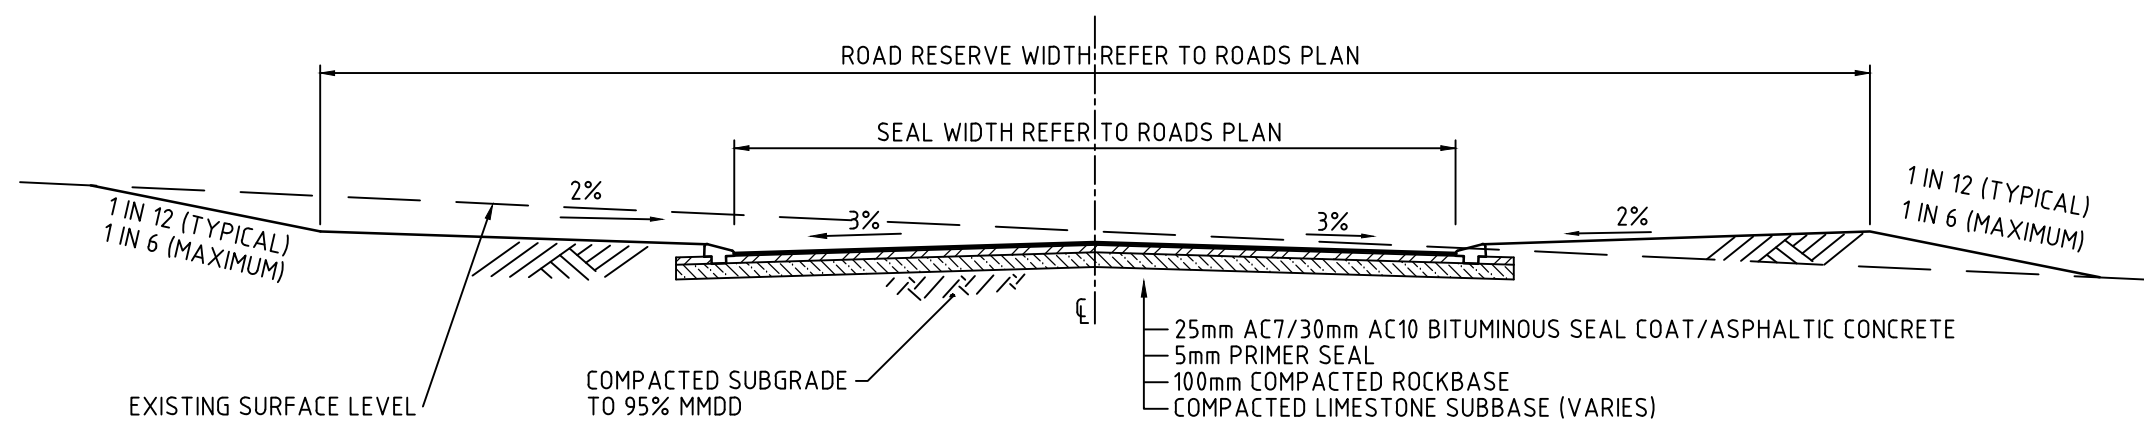 ROAD RESERVE WIDTH REFER TO ROADS PLAN
SEAL WIDTH REFER TO ROADS PLAN
1 IN 12 (TYPICAL)
1 IN 6 (MAXIMUM)
2%
3%
3%
2%
1 IN 12 (TYPICAL)
1 IN 6 (MAXIMUM)
CL
25mm AC7/30mm AC10 BITUMINOUS SEAL COAT/ASPHALTIC CONCRETE
5mm PRIMER SEAL
100mm COMPACTED ROCKBASE
COMPACTED LIMESTONE SUBBASE (VARIES)
COMPACTED SUBGRADE
TO 95% MMDD
EXISTING SURFACE LEVEL